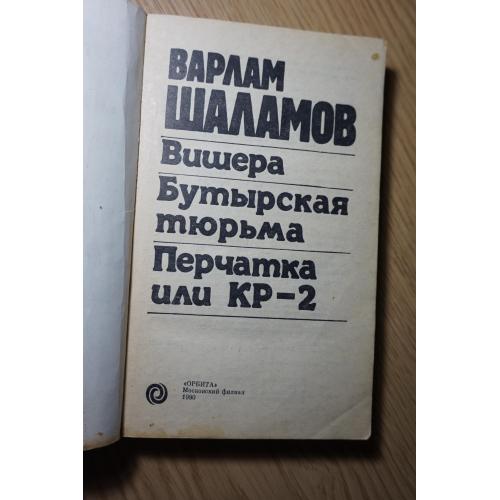 ВАРЛАМ
ШАЛАМОВ
Вишера
Бутырская
тюрьма
Перчатка
или КР-2
«ОРБИТА»
Московский филиал
1990